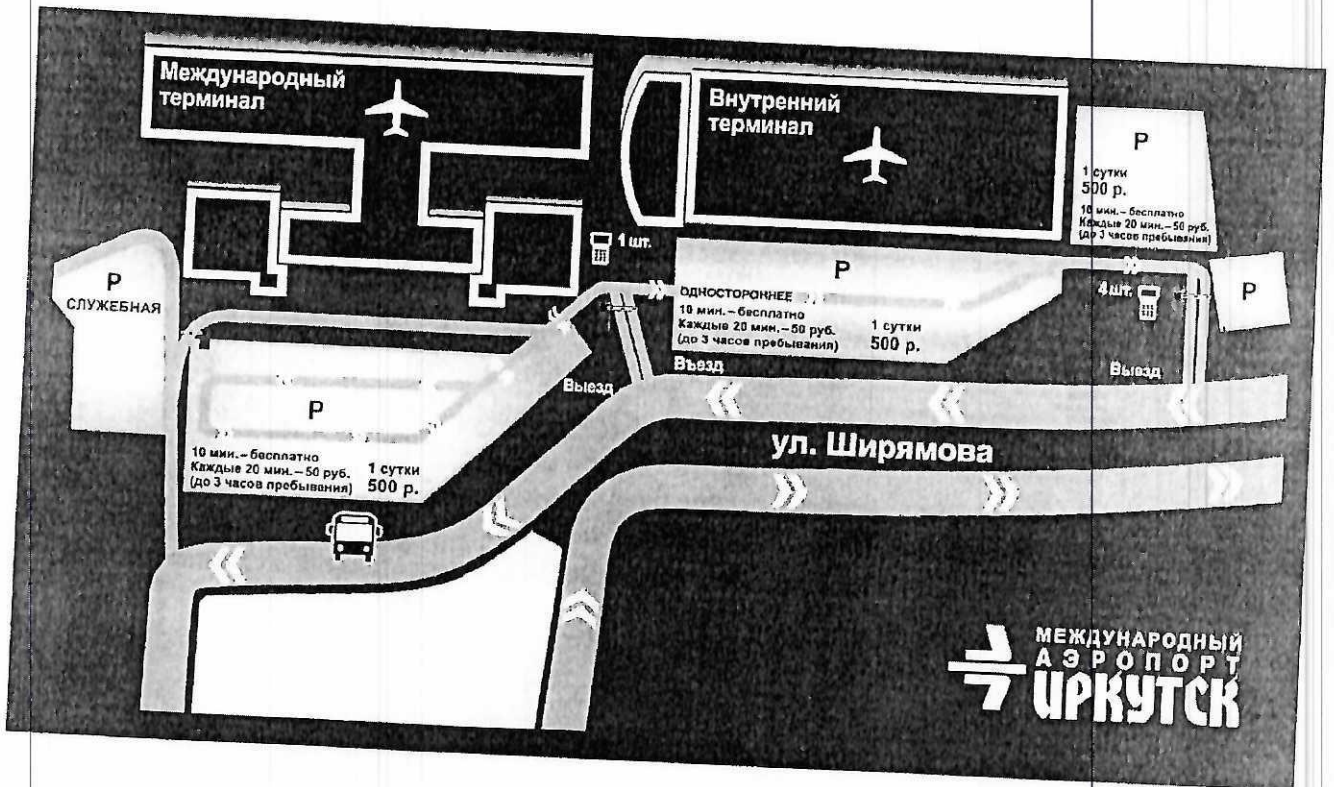 Международный
терминал
Внутренний
терминал
P
1 сутки
500 р.
10 мин.– бесплатно
Каждые 20 мин.– 50 руб.
(до 3 часов пребывания)
1 шт.
P
СЛУЖЕБНАЯ
P
ОДНОСТОРОННЕЕ
10 мин.– бесплатно
Каждые 20 мин.– 50 руб.
(до 3 часов пребывания)
1 сутки
500 р.
4 шт.
P
Выезд
Въезд
Выезд
P
10 мин.– бесплатно
Каждые 20 мин.– 50 руб.
(до 3 часов пребывания)
1 сутки
500 р.
ул. Ширямова
МЕЖДУНАРОДНЫЙ
АЭРОПОРТ
ИРКУТСК